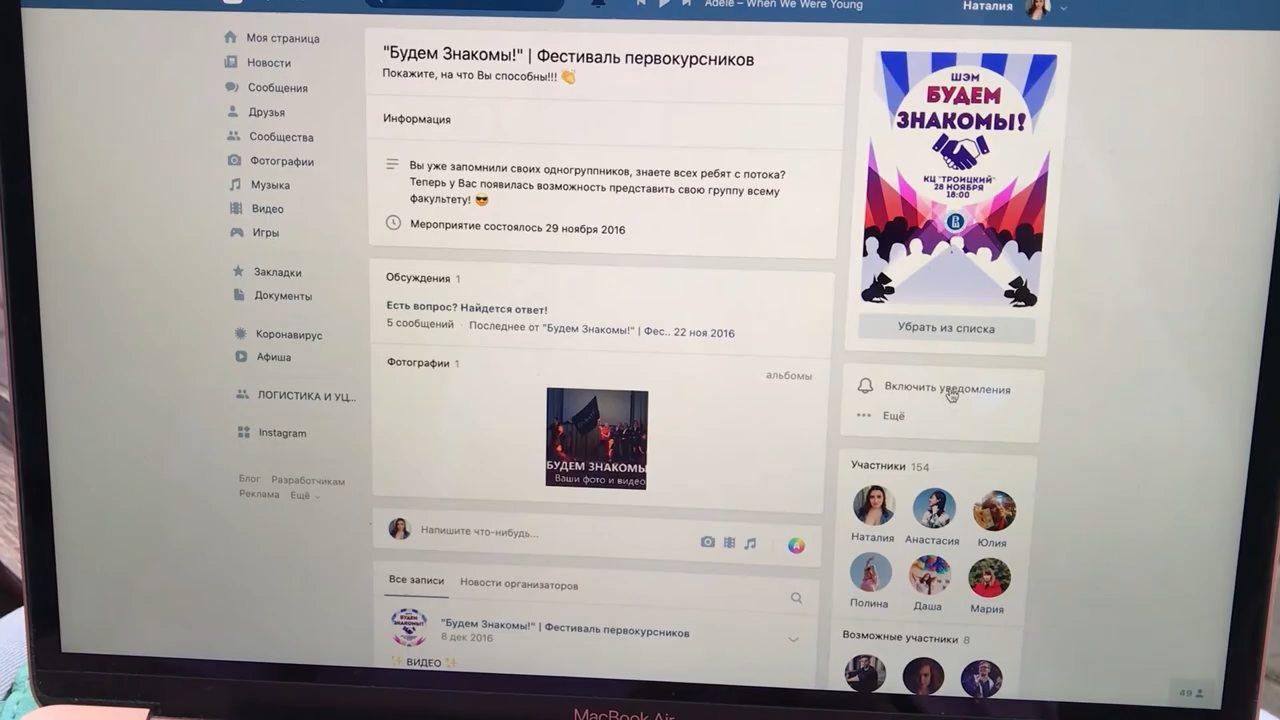 Adele – When We Were Young
Наталия
Моя страница
Новости
Сообщения
Друзья
Сообщества
Фотографии
Музыка
Видео
Игры
Закладки
Документы
Коронавирус
Афиша
ЛОГИСТИКА И УЦ...
Instagram
Блог Разработчикам
Реклама Ещё
"Будем Знакомы!" | Фестиваль первокурсников
Покажите, на что Вы способны!!! 👏
Информация
Вы уже запомнили своих одногруппников, знаете всех ребят с потока?
Теперь у Вас появилась возможность представить свою группу всему
факультету! 😎
Мероприятие состоялось 29 ноября 2016
Обсуждения 1
Есть вопрос? Найдется ответ!
5 сообщений · Последнее от "Будем Знакомы!" | Фес.. 22 ноя 2016
Фотографии 1
альбомы
БУДЕМ ЗНАКОМЫ
Ваши фото и видео
Напишите что-нибудь...
Все записи Новости организаторов
БУДЕМ
ЗНАКОМЫ!
"Будем Знакомы!" | Фестиваль первокурсников
8 дек 2016
✨ ВИДЕО ✨
ШЭМ
БУДЕМ
ЗНАКОМЫ!
КЦ "ТРОИЦКИЙ"
28 НОЯБРЯ
18:00
Убрать из списка
Включить уведомления
Ещё
Участники 154
Наталия Анастасия Юлия
Полина Даша Мария
Возможные участники 8
49
MacBook Air